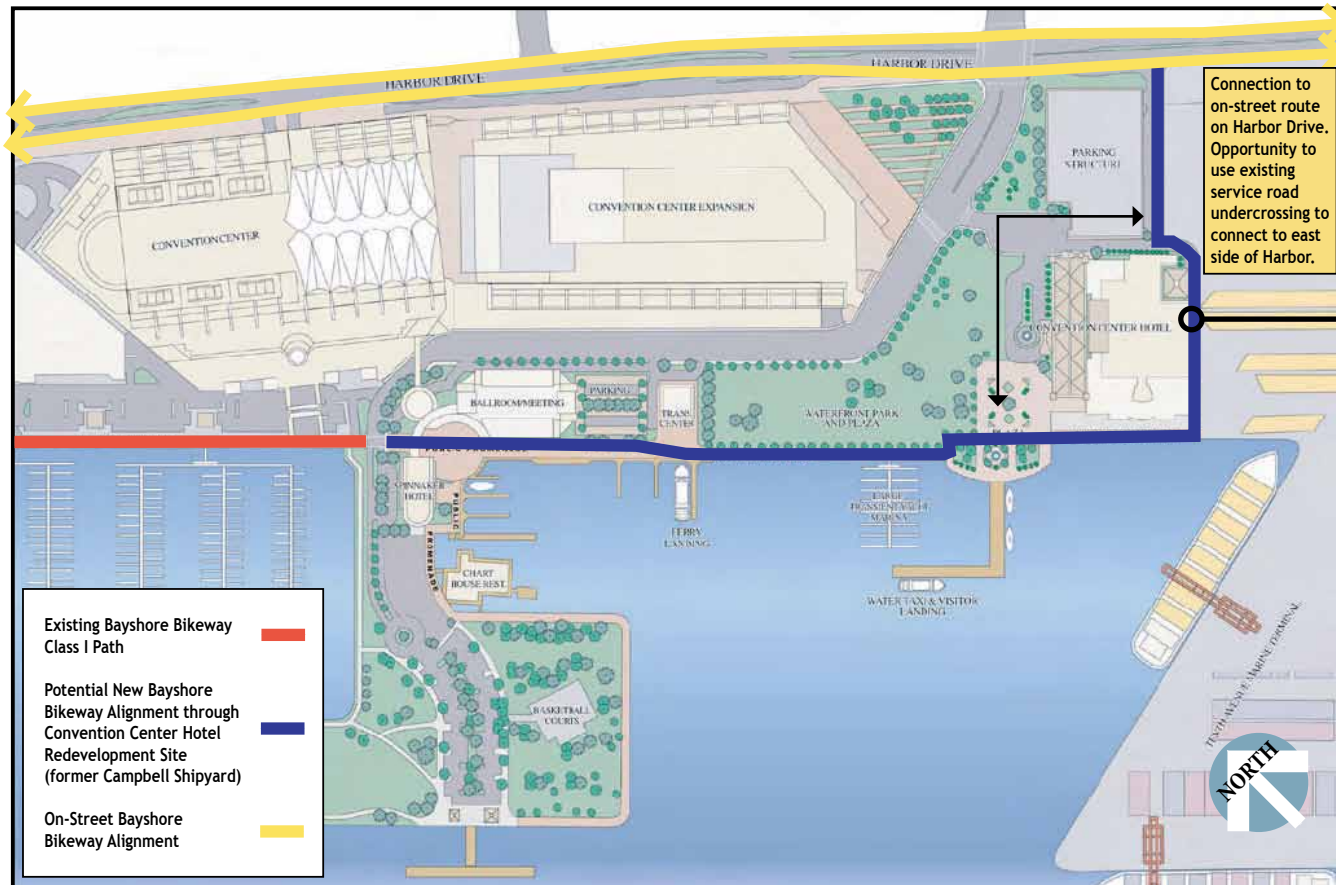 HARBOR DRIVE
HARBOR DRIVE
Connection to
on-street route
on Harbor Drive.
Opportunity to
use existing
service road
undercrossing to
connect to east
side of Harbor.
PARKING
STRUCTURE
CONVENTION CENTER
CONVENTION CENTER EXPANSION
CONVENTION CENTER HOTEL
BALLROOM/MEETING
PARKING
TRANS.
CENTER
WATERFRONT PARK
AND PLAZA
SPINNAKER
HOTEL
PUBLIC
PROMENADE
CHART
HOUSE REST.
FERRY
LANDING
MARINA
WATER TAXI & VISITOR
LANDING
BASKETBALL
COURTS
TENTH AVENUE MARINE TERMINAL
NORTH
Existing Bayshore Bikeway
Class I Path
Potential New Bayshore
Bikeway Alignment through
Convention Center Hotel
Redevelopment Site
(former Campbell Shipyard)
On-Street Bayshore
Bikeway Alignment